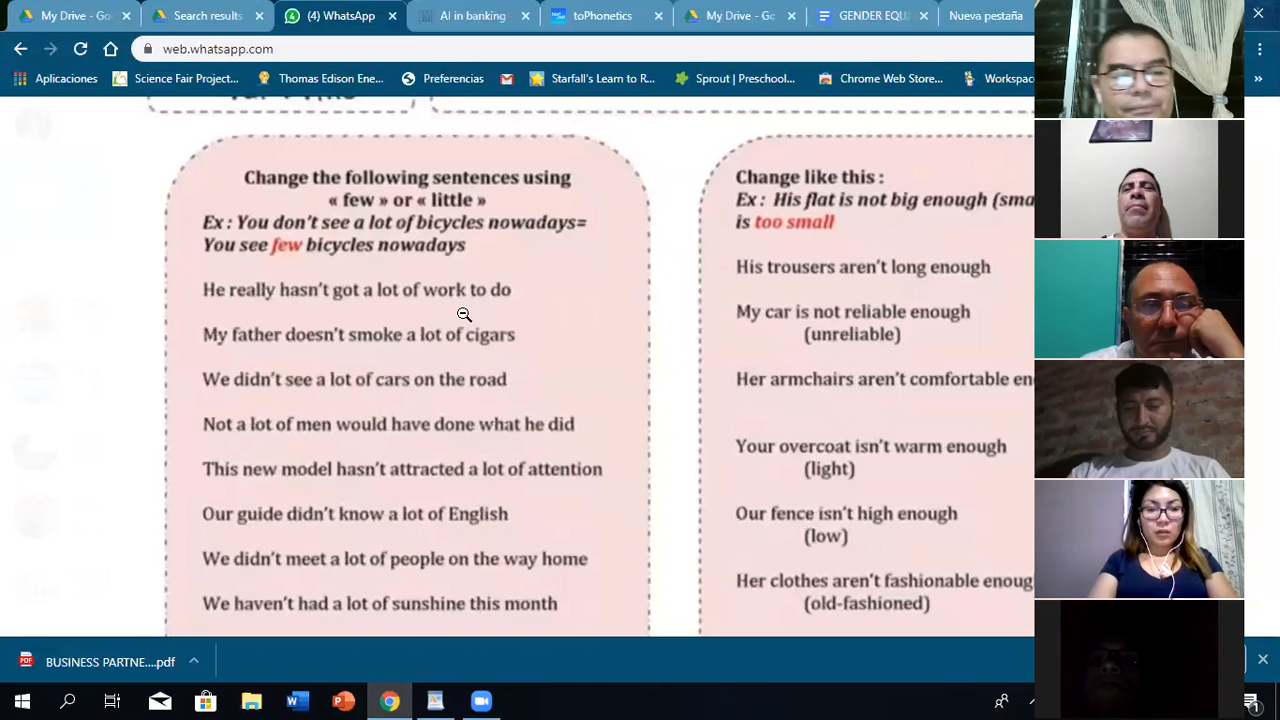 My Drive - Go
Search results
(4) WhatsApp
AI in banking
toPhonetics
My Drive - Go
GENDER EQU
Nueva pestaña
web.whatsapp.com
Aplicaciones
Science Fair Project...
Thomas Edison Ene...
Preferencias
Starfall's Learn to R...
Sprout | Preschool...
Chrome Web Store...
Workspac
»
Change the following sentences using
« few » or « little »
Ex : You don't see a lot of bicycles nowadays=
You see few bicycles nowadays
He really hasn't got a lot of work to do
My father doesn't smoke a lot of cigars
We didn't see a lot of cars on the road
Not a lot of men would have done what he did
This new model hasn't attracted a lot of attention
Our guide didn't know a lot of English
We didn't meet a lot of people on the way home
We haven't had a lot of sunshine this month
Change like this :
Ex : His flat is not big enough (sma
is too small
His trousers aren't long enough
My car is not reliable enough
(unreliable)
Her armchairs aren't comfortable en
Your overcoat isn't warm enough
(light)
Our fence isn't high enough
(low)
Her clothes aren't fashionable enoug
(old-fashioned)
BUSINESS PARTNE....pdf